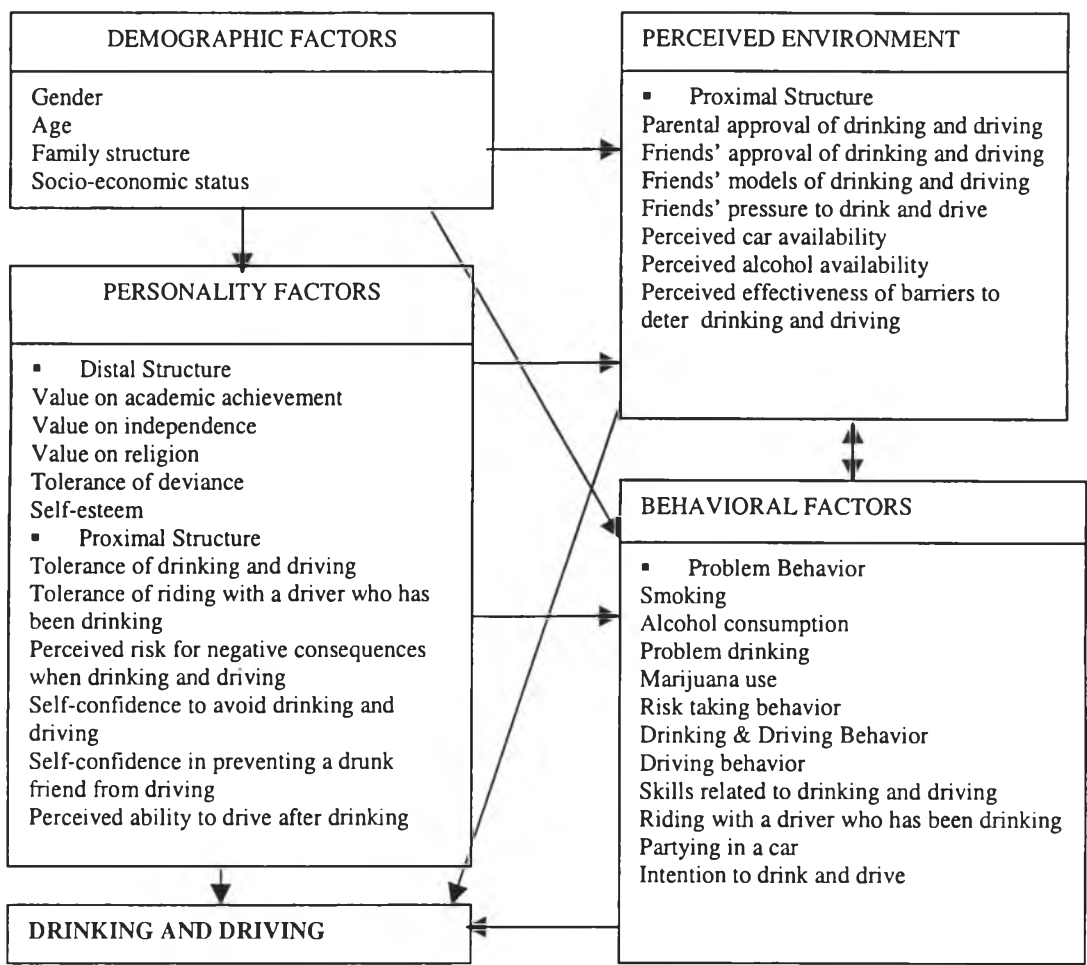 DEMOGRAPHIC FACTORS
Gender
Age
Family structure
Socio-economic status
PERCEIVED ENVIRONMENT
▪ Proximal Structure
Parental approval of drinking and driving
Friends' approval of drinking and driving
Friends' models of drinking and driving
Friends' pressure to drink and drive
Perceived car availability
Perceived alcohol availability
Perceived effectiveness of barriers to
deter drinking and driving
PERSONALITY FACTORS
▪ Distal Structure
Value on academic achievement
Value on independence
Value on religion
Tolerance of deviance
Self-esteem
▪ Proximal Structure
Tolerance of drinking and driving
Tolerance of riding with a driver who has
been drinking
Perceived risk for negative consequences
when drinking and driving
Self-confidence to avoid drinking and
driving
Self-confidence in preventing a drunk
friend from driving
Perceived ability to drive after drinking
BEHAVIORAL FACTORS
▪ Problem Behavior
Smoking
Alcohol consumption
Problem drinking
Marijuana use
Risk taking behavior
Drinking & Driving Behavior
Driving behavior
Skills related to drinking and driving
Riding with a driver who has been drinking
Partying in a car
Intention to drink and drive
DRINKING AND DRIVING